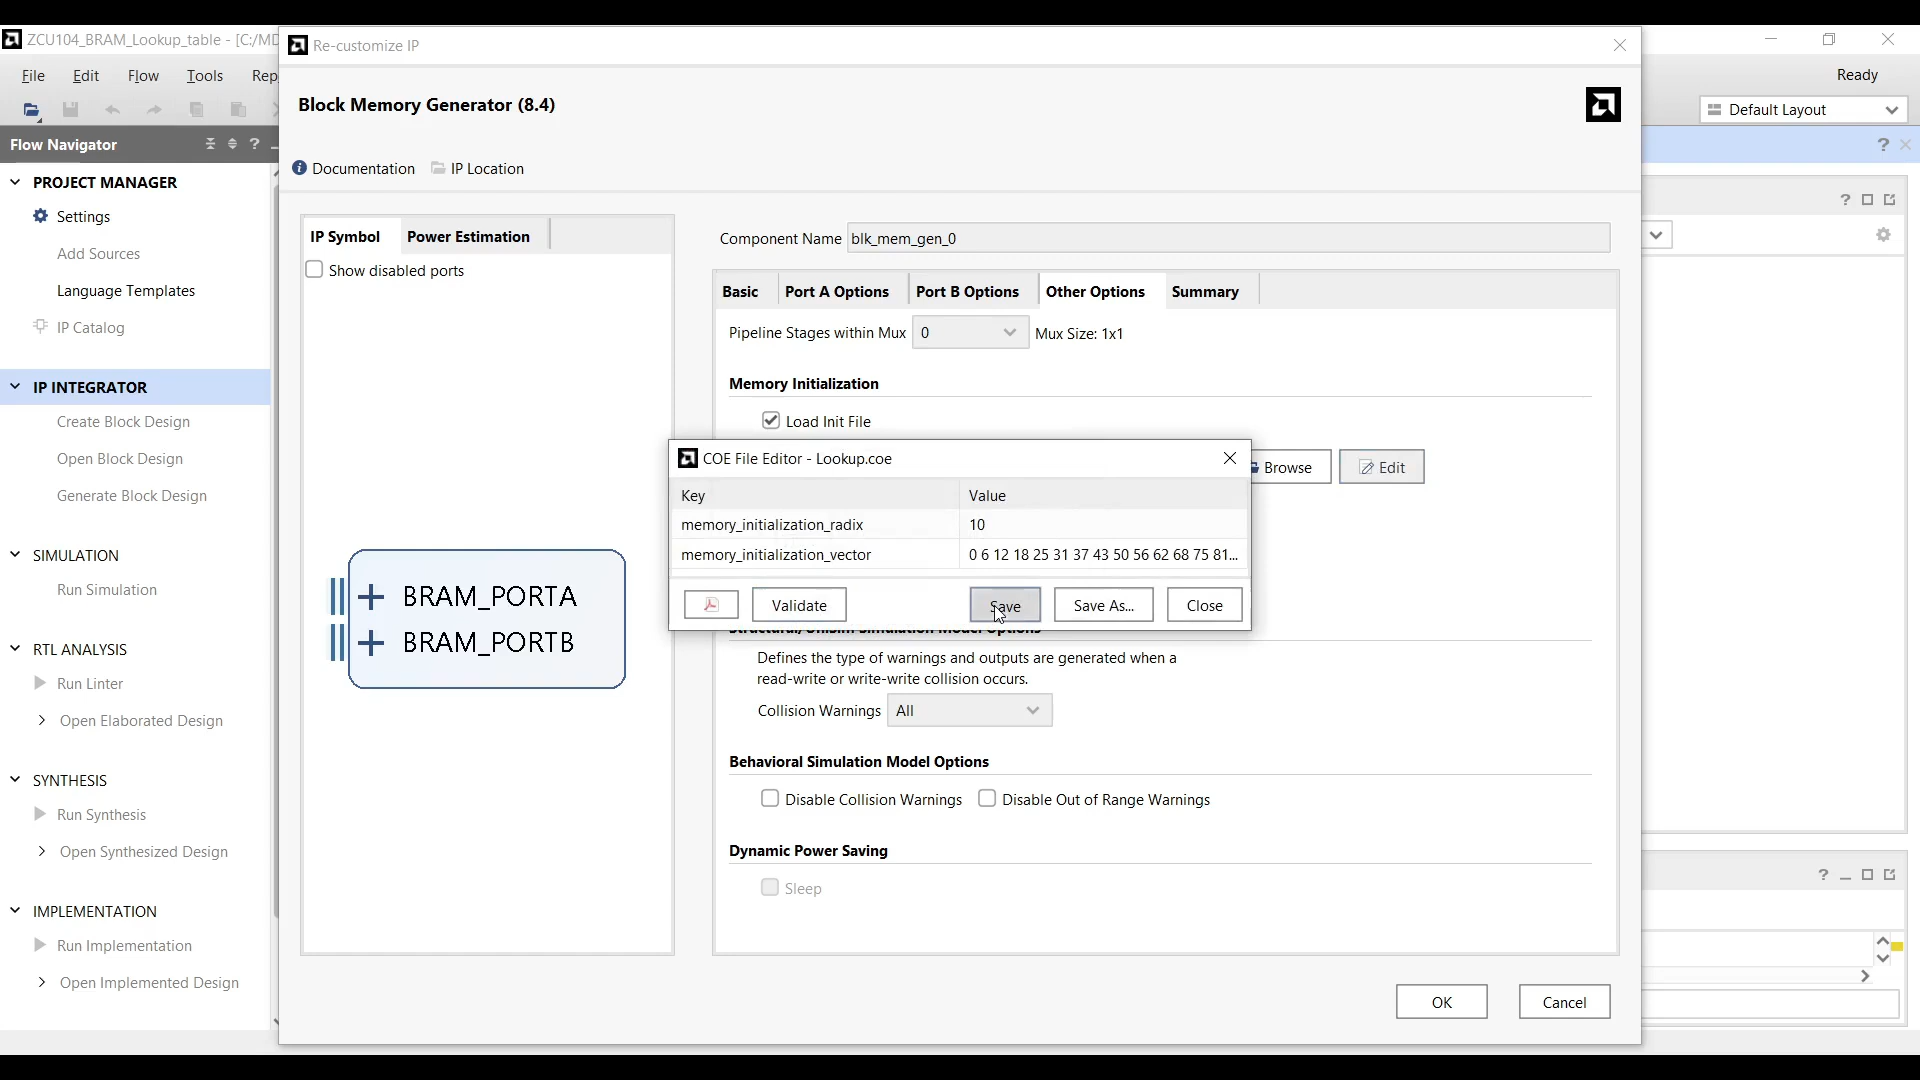 ZCU104_BRAM_Lookup_table - [C:/MD
Re-customize IP
File Edit Flow Tools Rep
Ready
Block Memory Generator (8.4)
Default Layout
Flow Navigator
?
?
Documentation
IP Location
PROJECT MANAGER
Settings
Add Sources
Language Templates
IP Catalog
IP INTEGRATOR
Create Block Design
Open Block Design
Generate Block Design
SIMULATION
Run Simulation
RTL ANALYSIS
Run Linter
Open Elaborated Design
SYNTHESIS
Run Synthesis
Open Synthesized Design
IMPLEMENTATION
Run Implementation
Open Implemented Design
IP Symbol
Power Estimation
Show disabled ports
BRAM_PORTA
BRAM_PORTB
Component Name blk_mem_gen_0
Basic
Port A Options
Port B Options
Other Options
Summary
Pipeline Stages within Mux 0 Mux Size: 1x1
Memory Initialization
Load Init File
Browse
Edit
COE File Editor - Lookup.coe
Key Value
memory_initialization_radix 10
memory_initialization_vector 0 6 12 18 25 31 37 43 50 56 62 68 75 81...
Validate
Save
Save As...
Close
Structural/UniSim Simulation Model Options
Defines the type of warnings and outputs are generated when a
read-write or write-write collision occurs.
Collision Warnings All
Behavioral Simulation Model Options
Disable Collision Warnings
Disable Out of Range Warnings
Dynamic Power Saving
Sleep
OK
Cancel
?
?